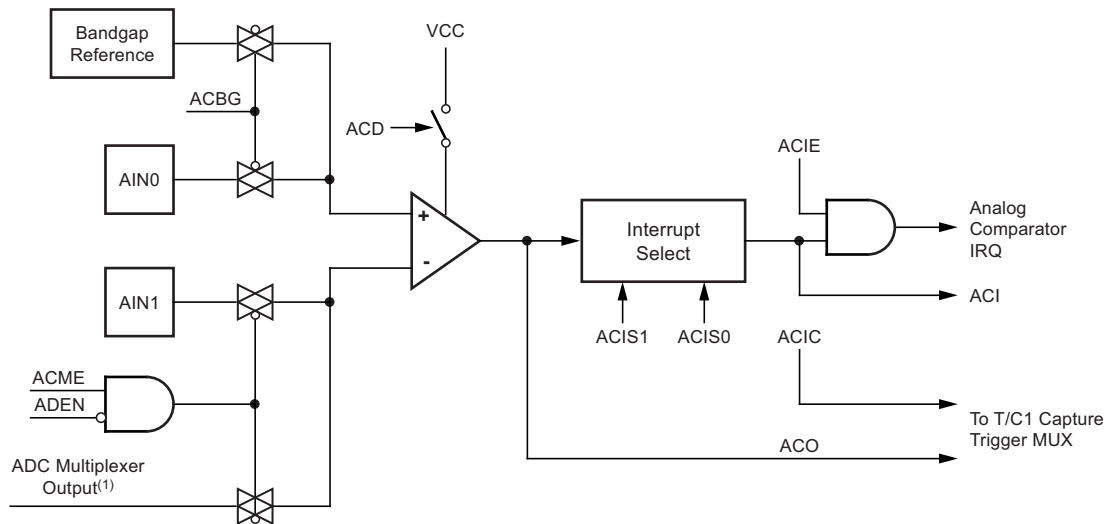 Bandgap
Reference
VCC
ACBG
ACD
ACIE
AIN0
+
Interrupt
Select
Analog
Comparator
IRQ
-
AIN1
ACI
ACIS1 ACIS0
ACIC
ACME
ADEN
To T/C1 Capture
Trigger MUX
ACO
ADC Multiplexer
Output(1)